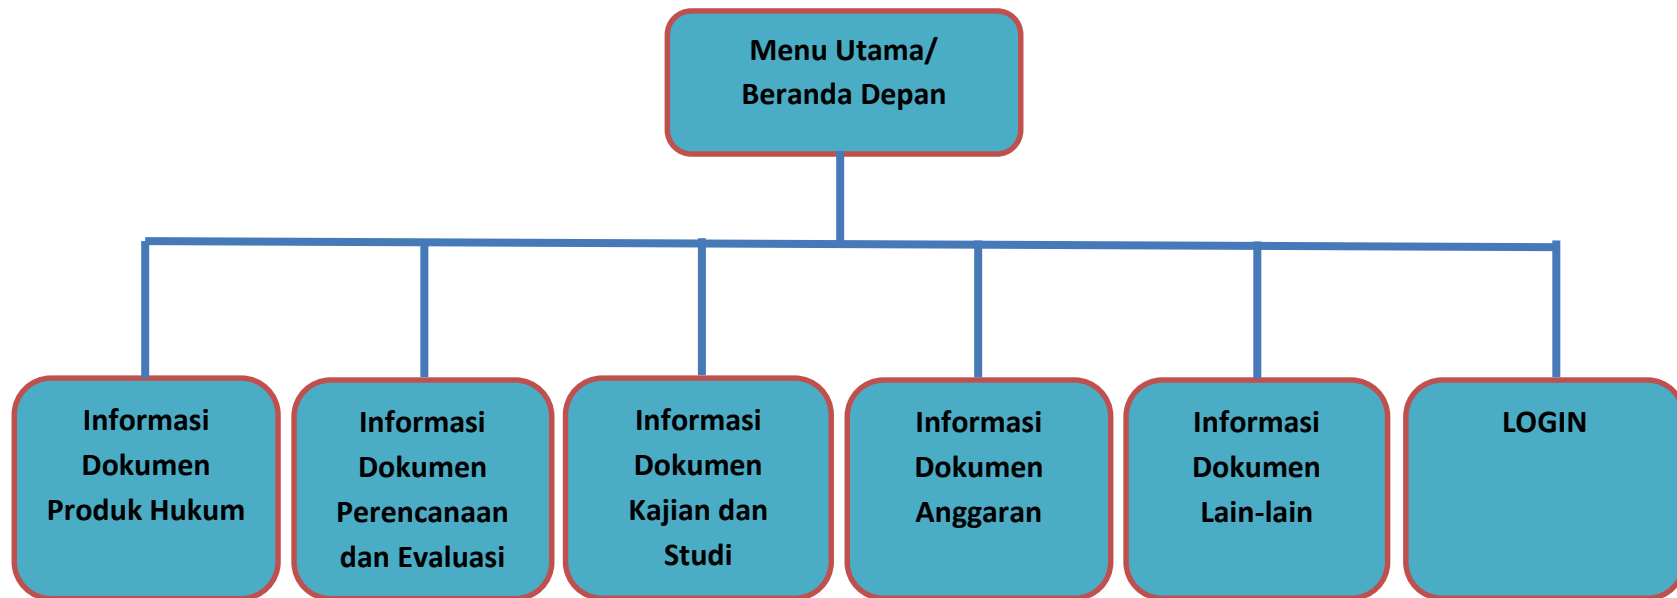 Menu Utama/
Beranda Depan
Informasi
Dokumen
Produk Hukum
Informasi
Dokumen
Perencanaan
dan Evaluasi
Informasi
Dokumen
Kajian dan
Studi
Informasi
Dokumen
Anggaran
Informasi
Dokumen
Lain-lain
LOGIN